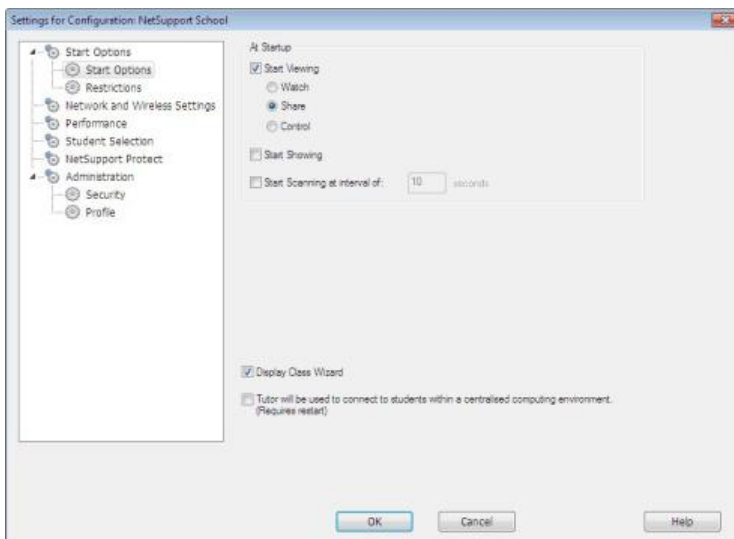 Settings for Configuration: NetSupport School
Start Options
Start Options
Restrictions
Network and Wireless Settings
Performance
Student Selection
NetSupport Protect
Administration
Security
Profile
At Startup
Start Viewing
Watch
Share
Control
Start Showing
Start Scanning at interval of: 10 seconds
Display Class Wizard
Tutor will be used to connect to students within a centralised computing environment.
(Requires restart)
OK Cancel Help